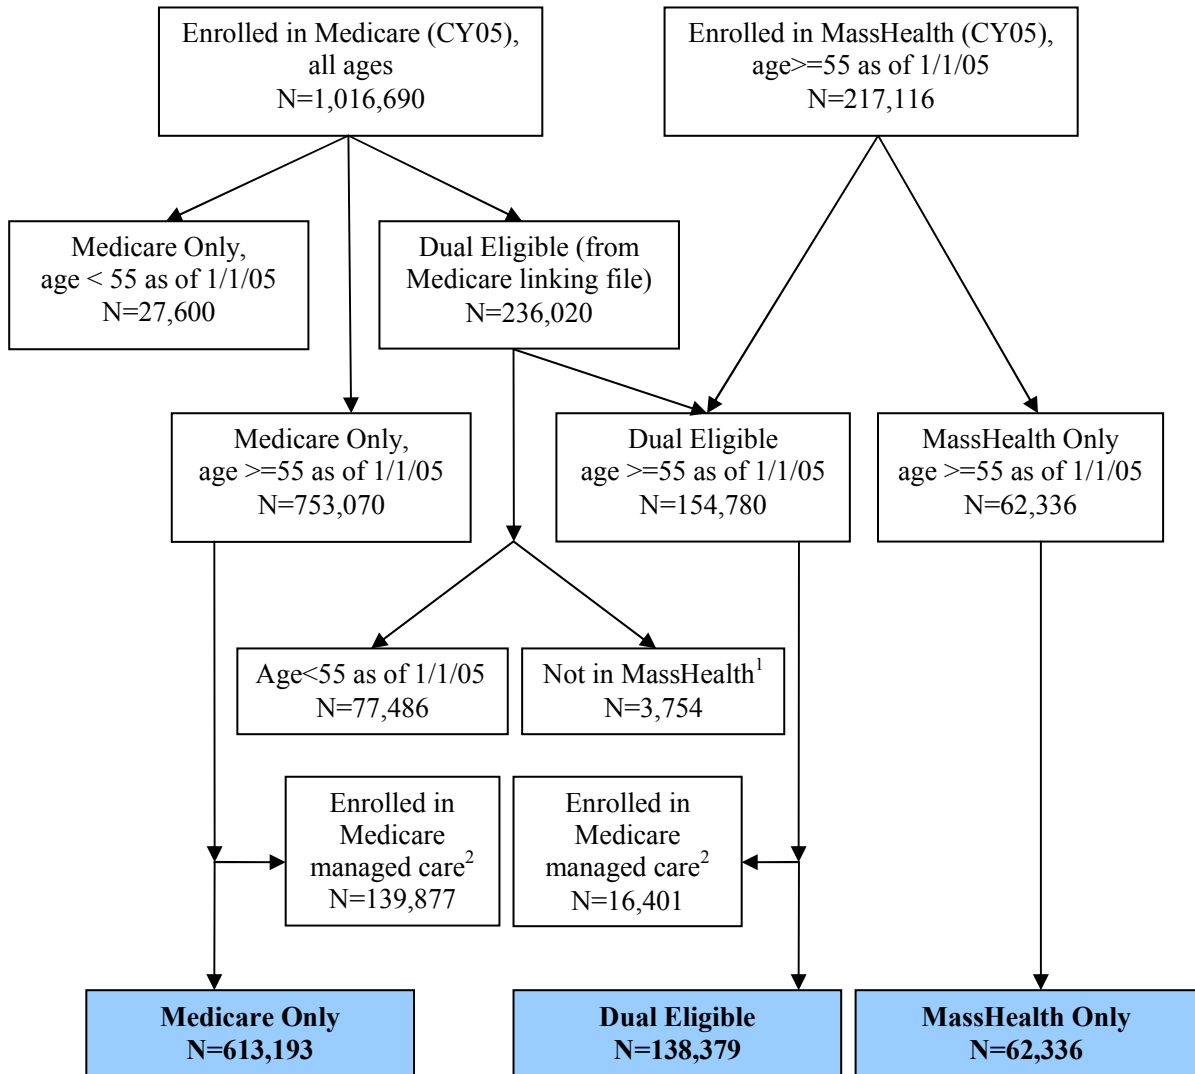 Enrolled in Medicare (CY05),
all ages
N=1,016,690
Enrolled in MassHealth (CY05),
age>=55 as of 1/1/05
N=217,116
Medicare Only,
age < 55 as of 1/1/05
N=27,600
Dual Eligible (from
Medicare linking file)
N=236,020
Medicare Only,
age >=55 as of 1/1/05
N=753,070
Dual Eligible
age >=55 as of 1/1/05
N=154,780
MassHealth Only
age >=55 as of 1/1/05
N=62,336
Age<55 as of 1/1/05
N=77,486
Not in MassHealth¹
N=3,754
Enrolled in
Medicare
managed care²
N=139,877
Enrolled in
Medicare
managed care²
N=16,401
Medicare Only
N=613,193
Dual Eligible
N=138,379
MassHealth Only
N=62,336